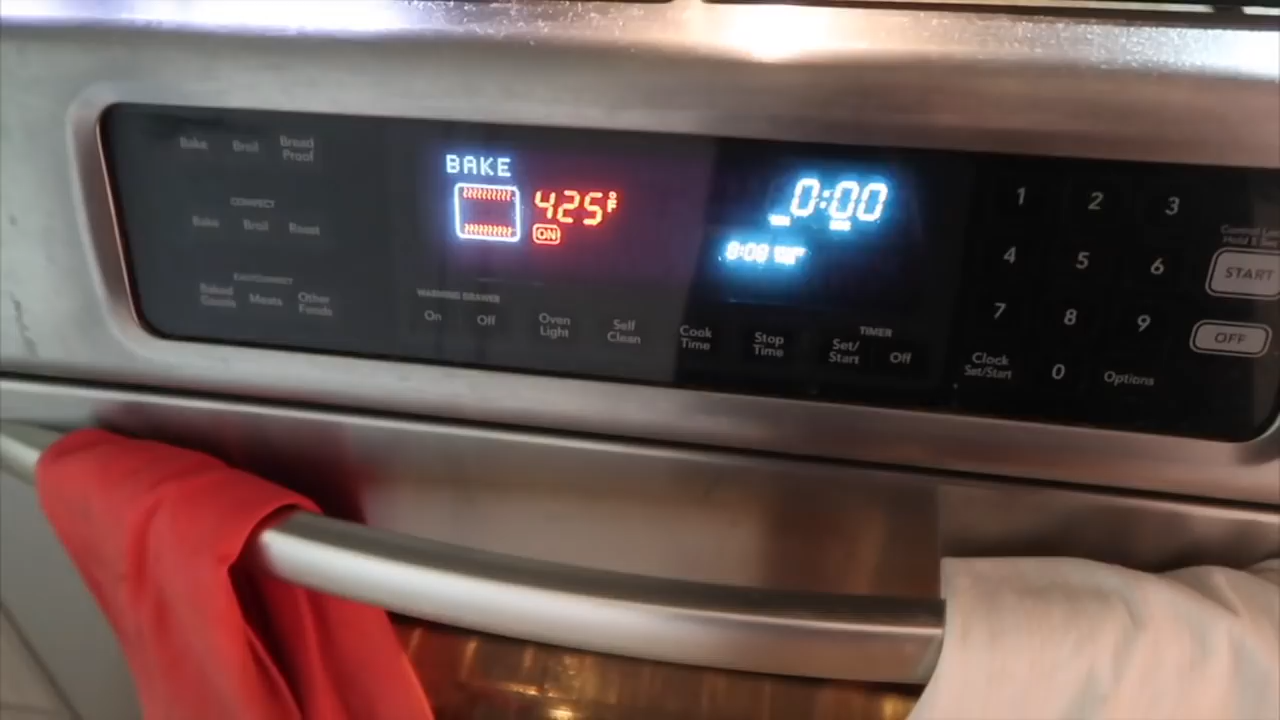 Bake Broil Bread Proof
CONVECT
Bake Broil Roast
EASYCONVECT
Baked Goods Meats Other Foods
BAKE
425°F
ON
WARMING DRAWER
On Off
Oven Light
Self Clean
0:00
Cook Time
Stop Time
TIMER
Set/Start Off
1 2 3
4 5 6
7 8 9
Clock Set/Start
0
Options
START
OFF